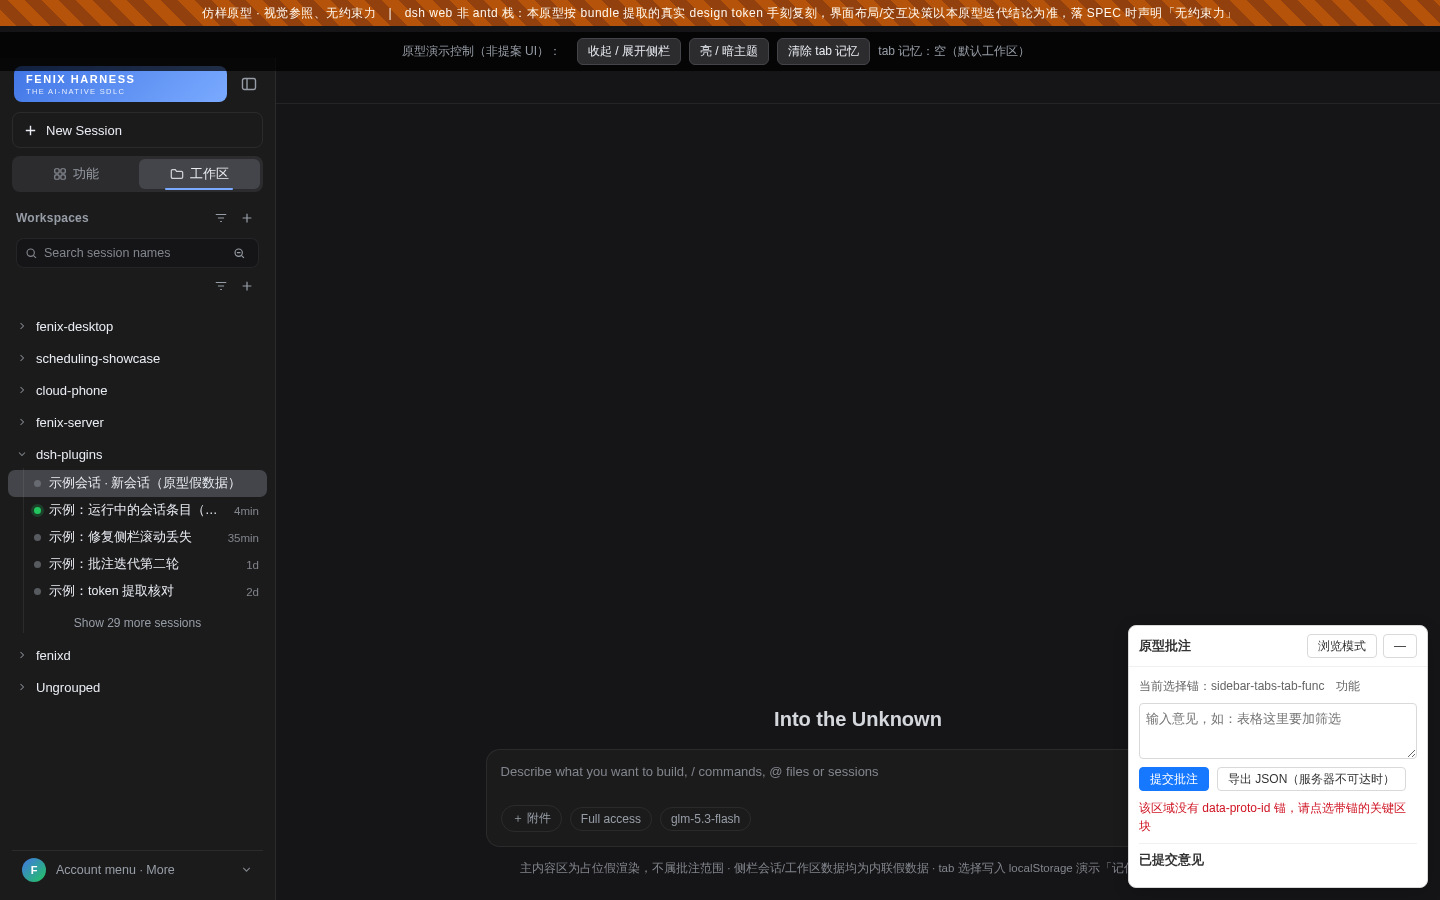 仿样原型 · 视觉参照、无约束力 | dsh web 非 antd 栈：本原型按 bundle 提取的真实 design token 手刻复刻，界面布局/交互决策以本原型迭代结论为准，落 SPEC 时声明「无约束力」
原型演示控制（非提案 UI）： 收起 / 展开侧栏 亮 / 暗主题 清除 tab 记忆 tab 记忆：空（默认工作区）
FENIX HARNESS
THE AI-NATIVE SDLC
New Session
功能 工作区
Workspaces
Search session names
fenix-desktop
scheduling-showcase
cloud-phone
fenix-server
dsh-plugins
示例会话 · 新会话（原型假数据）
示例：运行中的会话条目（... 4min
示例：修复侧栏滚动丢失 35min
示例：批注迭代第二轮 1d
示例：token 提取核对 2d
Show 29 more sessions
fenixd
Ungrouped
F Account menu · More
Into the Unknown
Describe what you want to build, / commands, @ files or sessions
+ 附件 Full access glm-5.3-flash
主内容区为占位假渲染，不属批注范围 · 侧栏会话/工作区数据均为内联假数据 · tab 选择写入 localStorage 演示「记
原型批注 浏览模式 —
当前选择锚：sidebar-tabs-tab-func 功能
输入意见，如：表格这里要加筛选
提交批注 导出 JSON（服务器不可达时）
该区域没有 data-proto-id 锚，请点选带锚的关键区
块
已提交意见